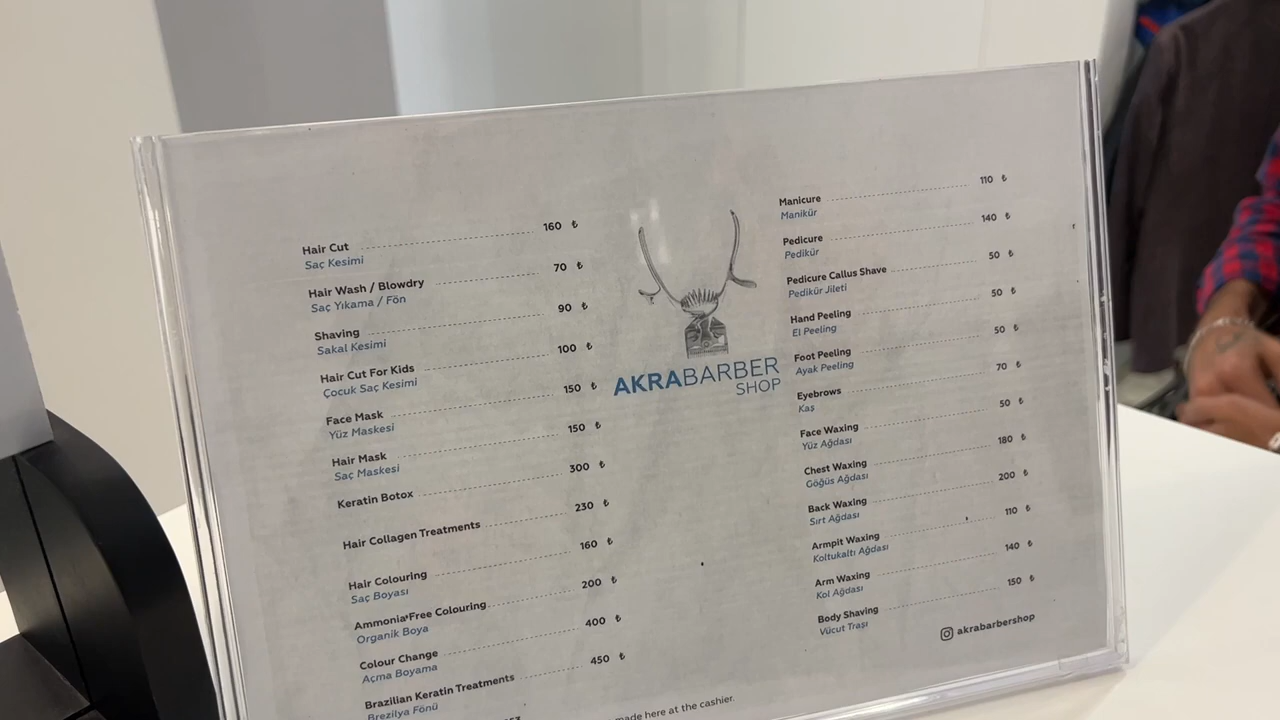 Hair Cut 160 ₺
Saç Kesimi
Hair Wash / Blowdry 70 ₺
Saç Yıkama / Fön
Shaving 90 ₺
Sakal Kesimi
Hair Cut For Kids 100 ₺
Çocuk Saç Kesimi
Face Mask 150 ₺
Yüz Maskesi
Hair Mask 150 ₺
Saç Maskesi
Keratin Botox 300 ₺
Hair Collagen Treatments 230 ₺
Hair Colouring 160 ₺
Saç Boyası
Ammonia Free Colouring 200 ₺
Organik Boya
Colour Change 400 ₺
Açma Boyama
Brazilian Keratin Treatments 450 ₺
Brezilya Fönü
AKRABARBER
SHOP
Manicure 110 ₺
Manikür
Pedicure 140 ₺
Pedikür
Pedicure Callus Shave 50 ₺
Pedikür Jileti
Hand Peeling 50 ₺
El Peeling
Foot Peeling 50 ₺
Ayak Peeling
Eyebrows 70 ₺
Kaş
Face Waxing 50 ₺
Yüz Ağdası
Chest Waxing 180 ₺
Göğüs Ağdası
Back Waxing 200 ₺
Sırt Ağdası
Armpit Waxing 110 ₺
Koltukaltı Ağdası
Arm Waxing 140 ₺
Kol Ağdası
Body Shaving 150 ₺
Vücut Traşı
akrabarbershop
made here at the cashier.